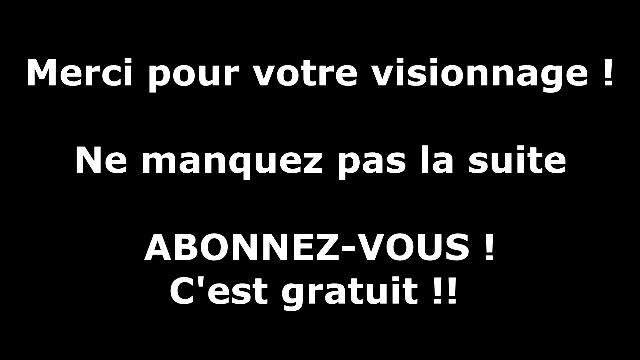 Merci pour votre visionnage !
Ne manquez pas la suite
ABONNEZ-VOUS !
C'est gratuit !!